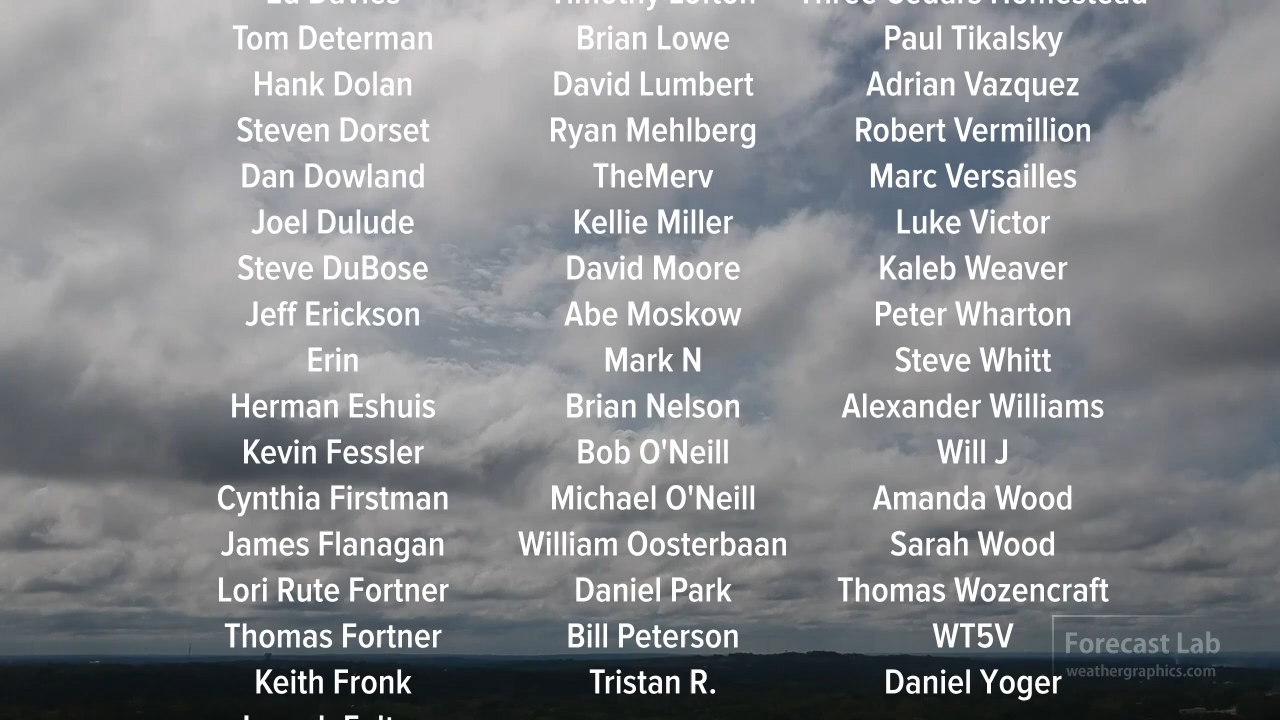 Tom Determan
Hank Dolan
Steven Dorset
Dan Dowland
Joel Dulude
Steve DuBose
Jeff Erickson
Erin
Herman Eshuis
Kevin Fessler
Cynthia Firstman
James Flanagan
Lori Rute Fortner
Thomas Fortner
Keith Fronk
Brian Lowe
David Lumbert
Ryan Mehlberg
TheMerv
Kellie Miller
David Moore
Abe Moskow
Mark N
Brian Nelson
Bob O'Neill
Michael O'Neill
William Oosterbaan
Daniel Park
Bill Peterson
Tristan R.
Three Cedars Homestead
Paul Tikalsky
Adrian Vazquez
Robert Vermillion
Marc Versailles
Luke Victor
Kaleb Weaver
Peter Wharton
Steve Whitt
Alexander Williams
Will J
Amanda Wood
Sarah Wood
Thomas Wozencraft
WT5V
Daniel Yoger
Forecast Lab
weathergraphics.com